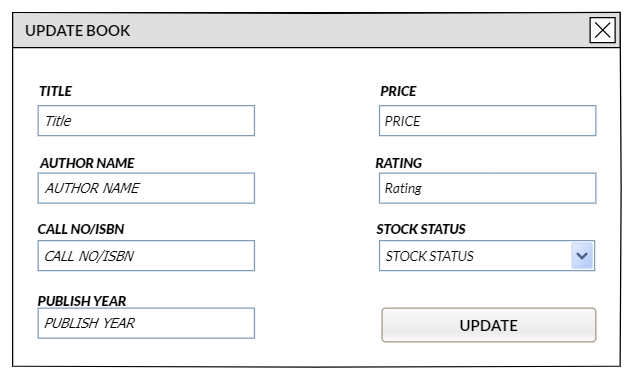 UPDATE BOOK
TITLE
Title
AUTHOR NAME
AUTHOR NAME
CALL NO/ISBN
CALL NO/ISBN
PUBLISH YEAR
PUBLISH YEAR
PRICE
PRICE
RATING
Rating
STOCK STATUS
STOCK STATUS
UPDATE